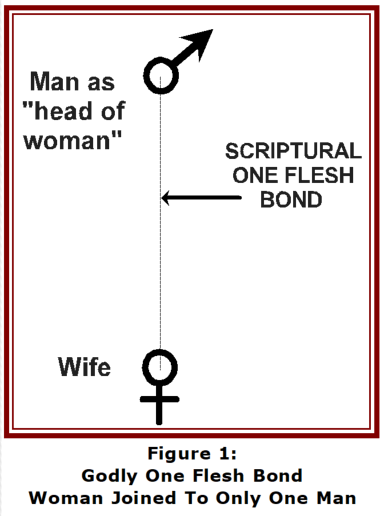 Man as
"head of
woman"
SCRIPTURAL
ONE FLESH
BOND
Wife
Figure 1:
Godly One Flesh Bond
Woman Joined To Only One Man